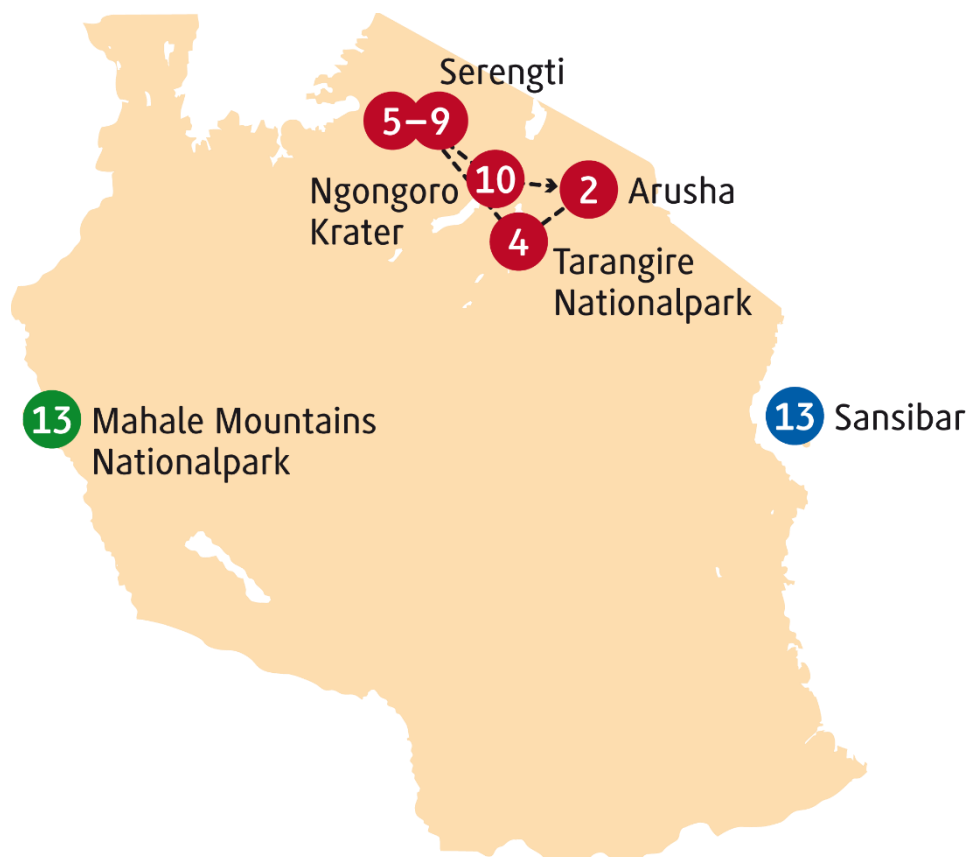 Serengti
5–9
Ngongoro
Krater
10
2
Arusha
4
Tarangire
Nationalpark
13
Mahale Mountains
Nationalpark
13
Sansibar